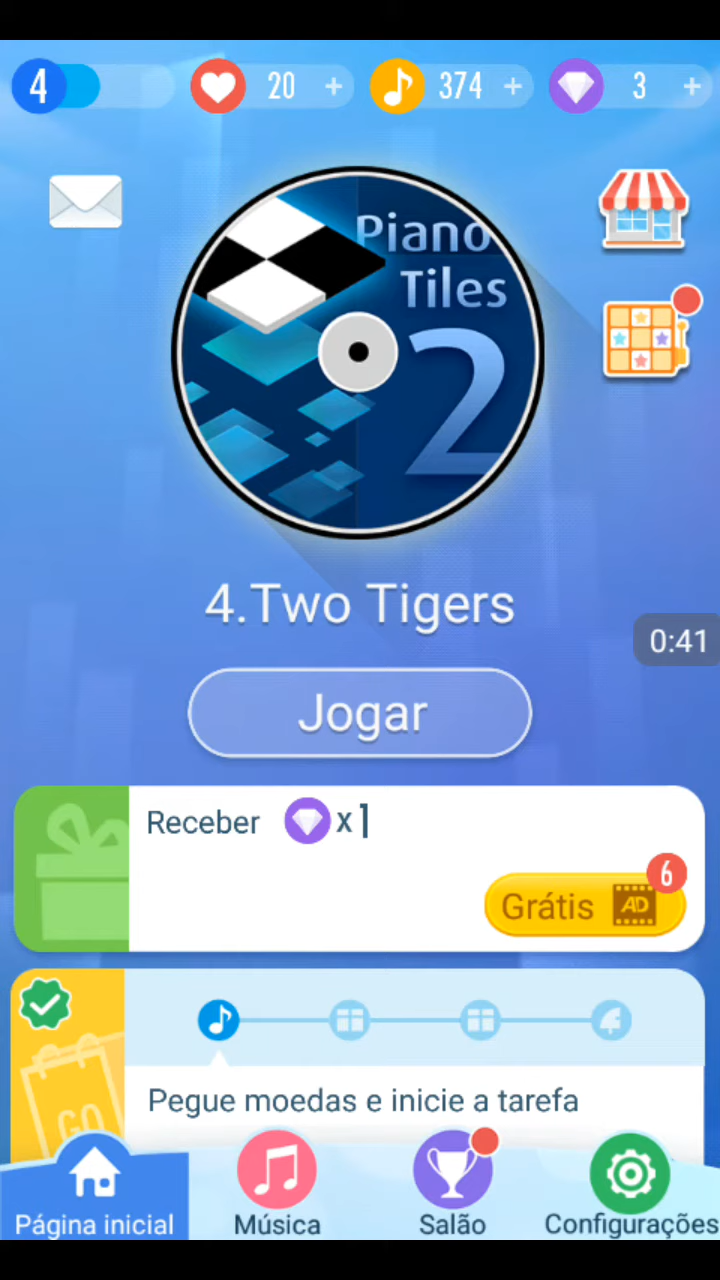 4 20 + 374 + 3 +
Piano
Tiles
2
4.Two Tigers
0:41
Jogar
Receber x1
6
Grátis AD
Pegue moedas e inicie a tarefa
GO
Página inicial Música Salão Configurações